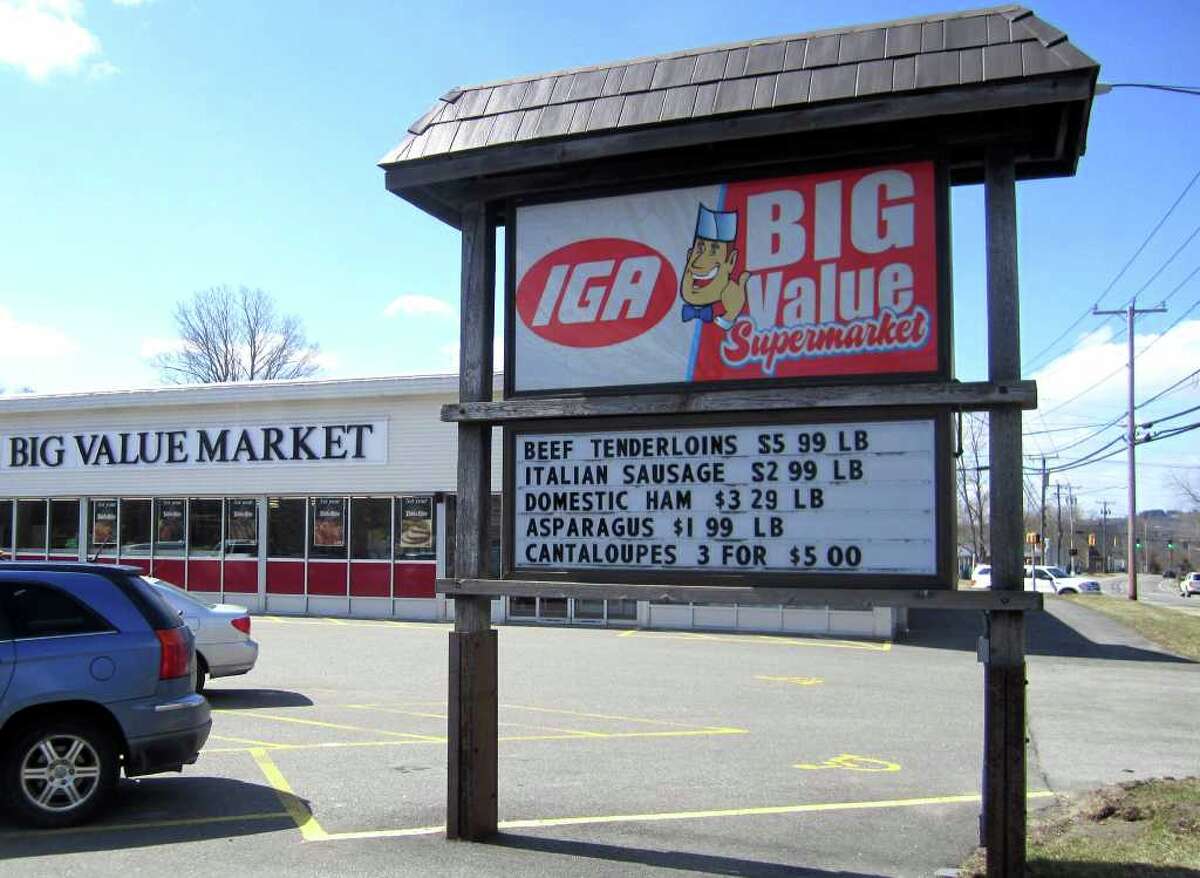 IGA
BIG
Value
Supermarket
BIG VALUE MARKET
BEEF TENDERLOINS $5 99 LB
ITALIAN SAUSAGE $2 99 LB
DOMESTIC HAM $3 29 LB
ASPARAGUS $1 99 LB
CANTALOUPES 3 FOR $5 00